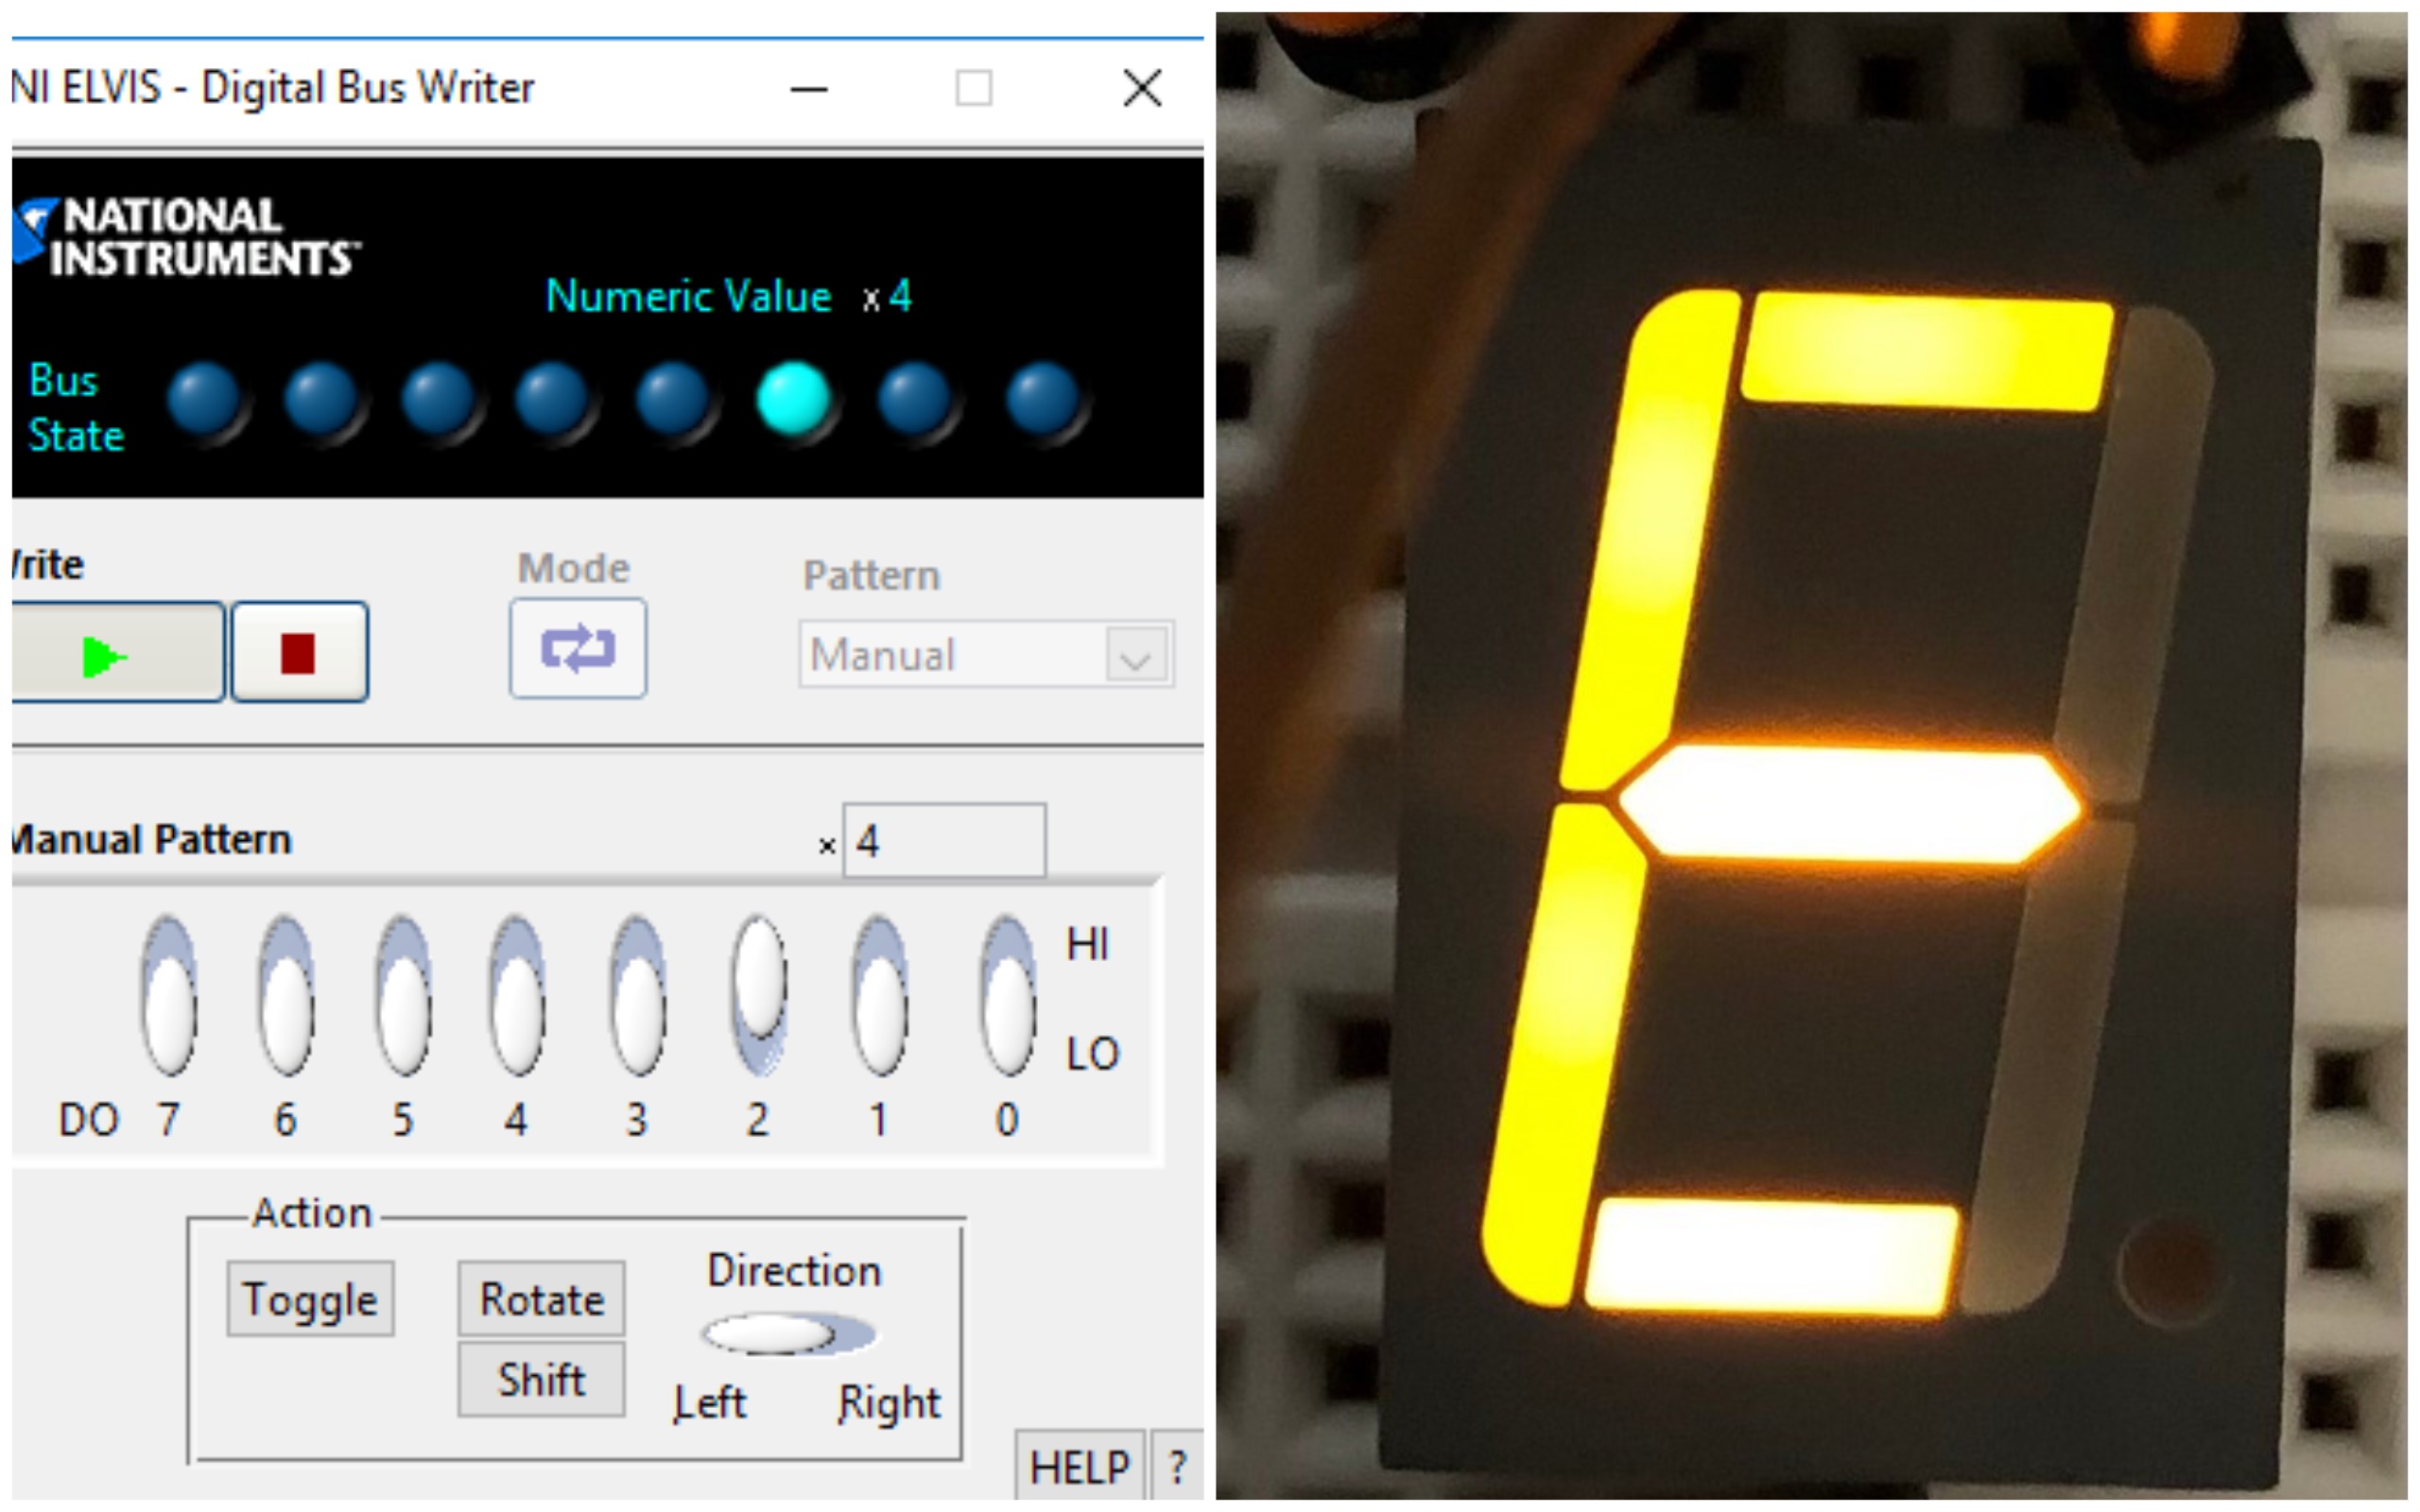 NI ELVIS - Digital Bus Writer
NATIONAL
INSTRUMENTS
Numeric Value x 4
Bus
State
rite
Mode
Pattern
Manual
Manual Pattern
x 4
HI
LO
DO 7 6 5 4 3 2 1 0
Action
Toggle
Rotate
Shift
Direction
Left Right
HELP ?
E